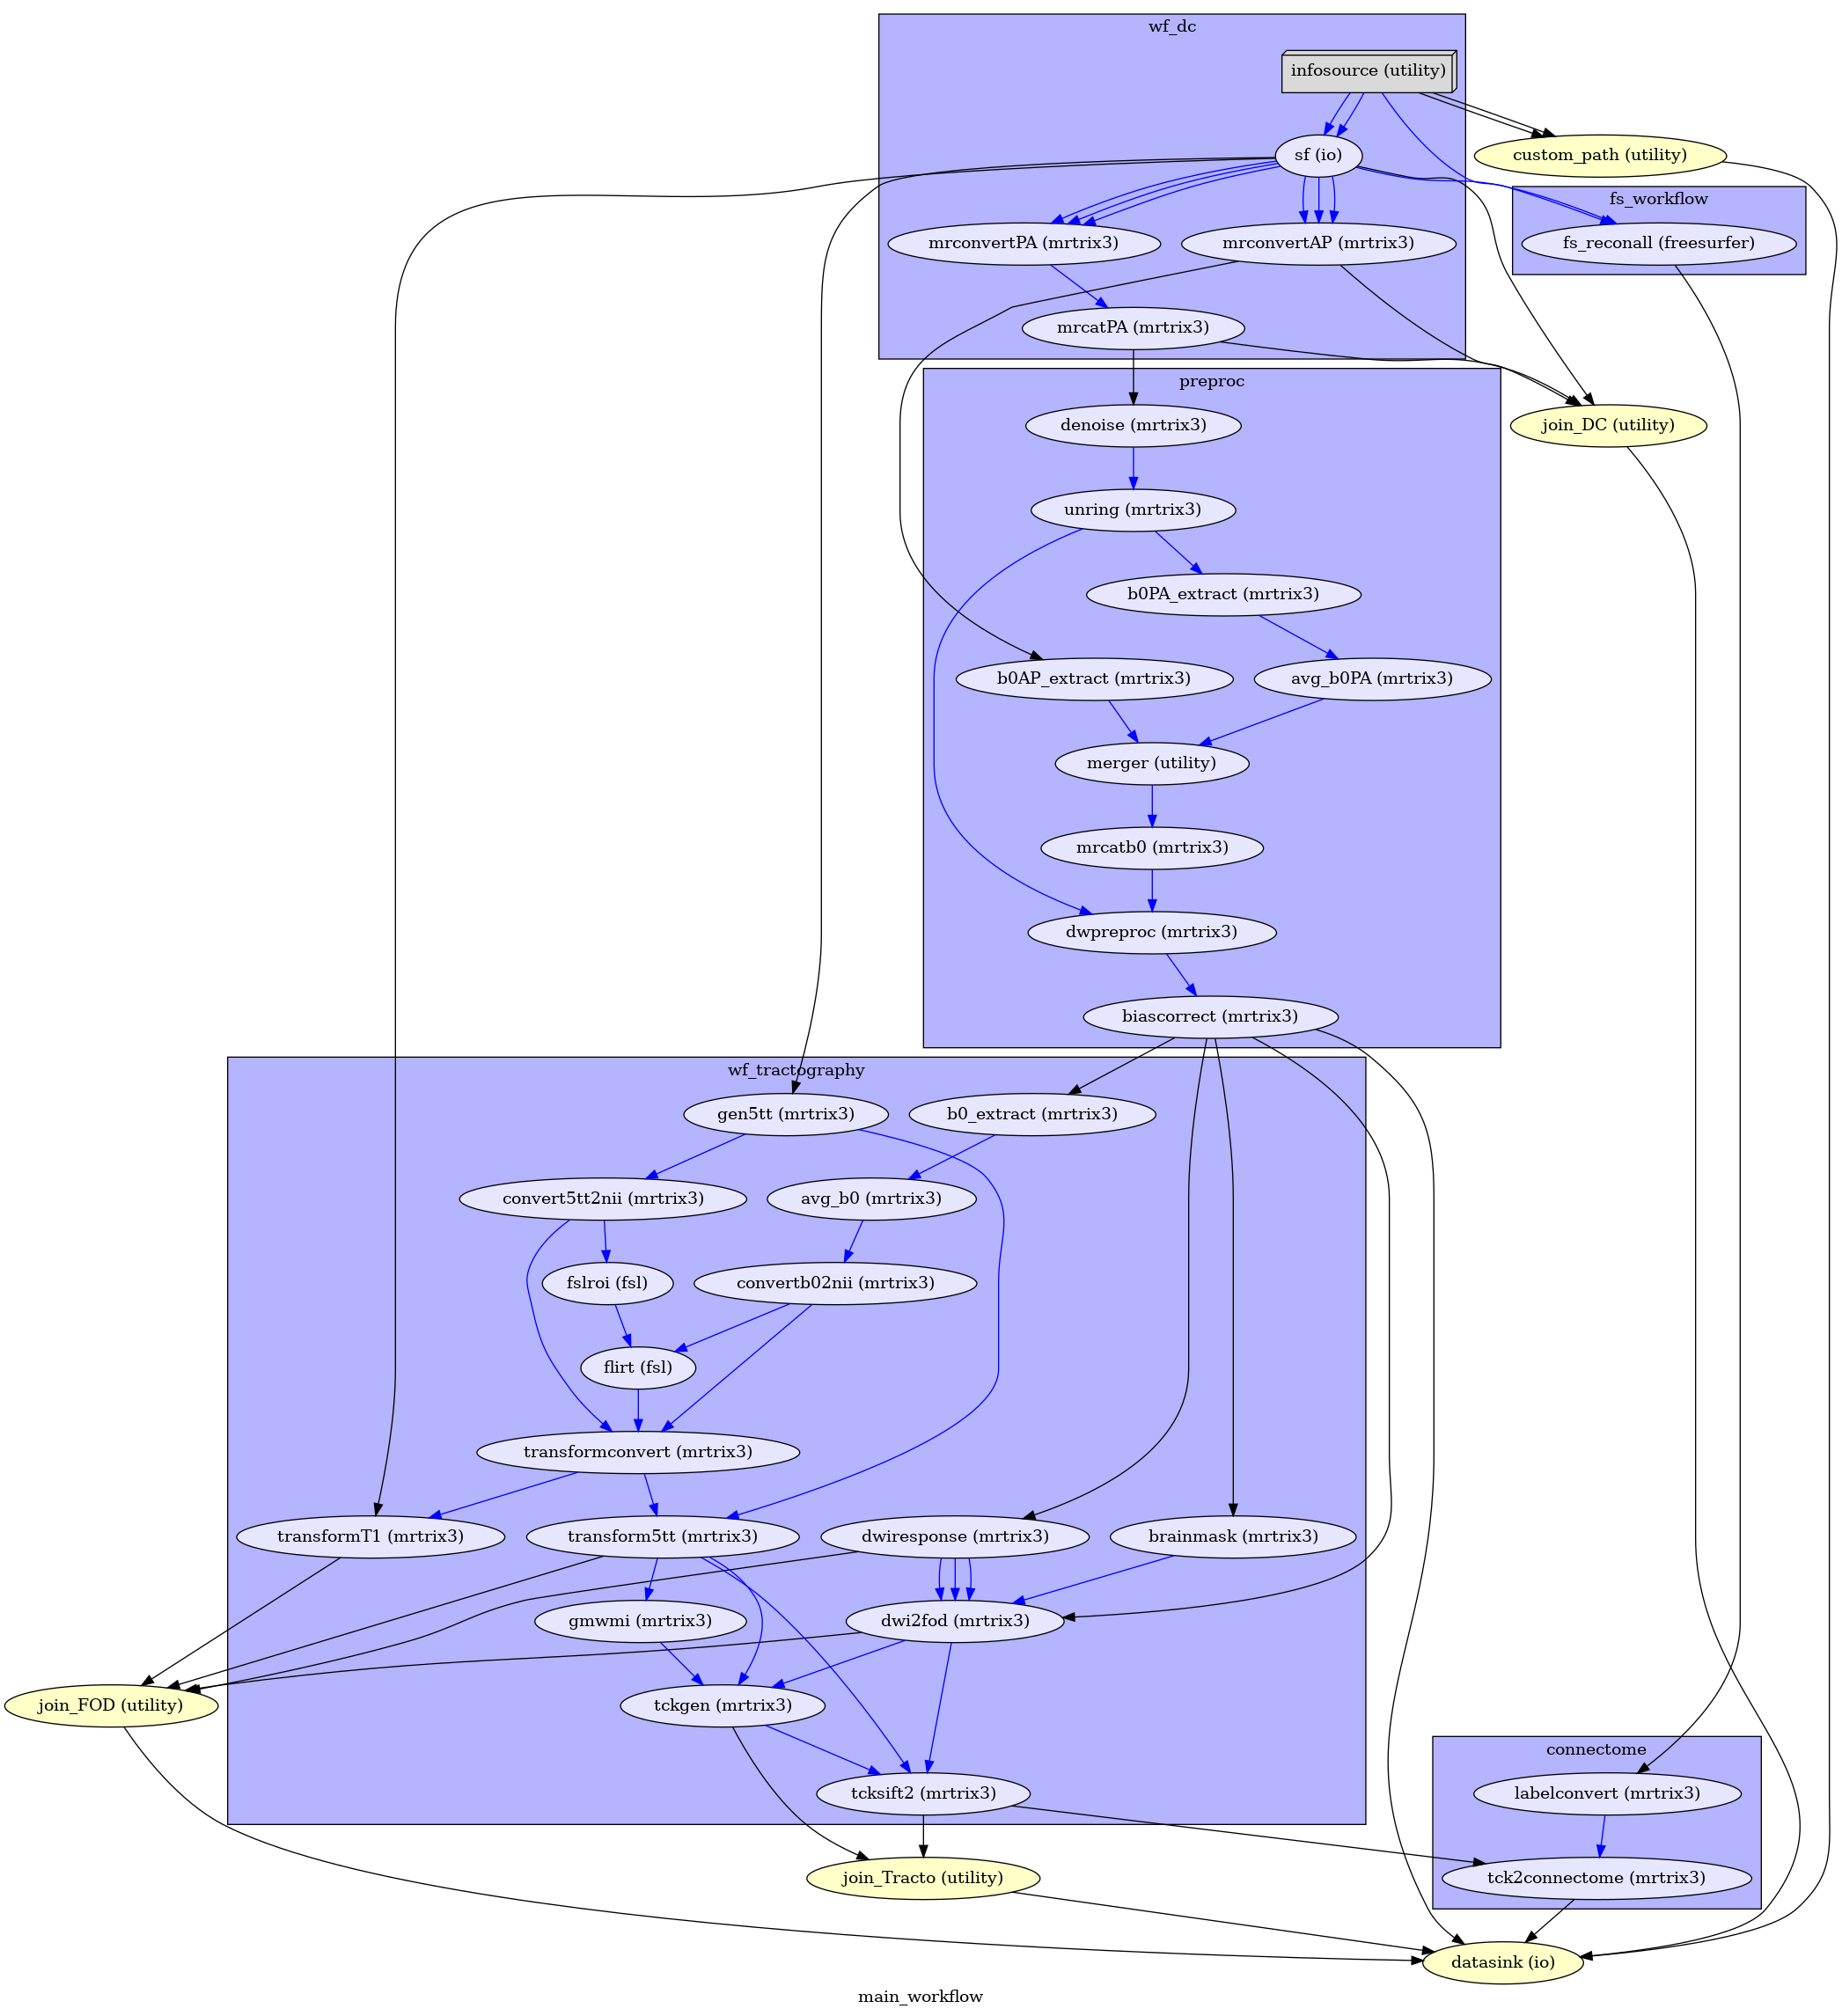 wf_dc
infosource (utility)
sf (io)
custom_path (utility)
fs_workflow
mrconvertPA (mrtrix3)
mrconvertAP (mrtrix3)
fs_reconall (freesurfer)
mrcatPA (mrtrix3)
preproc
denoise (mrtrix3)
join_DC (utility)
unring (mrtrix3)
b0PA_extract (mrtrix3)
b0AP_extract (mrtrix3)
avg_b0PA (mrtrix3)
merger (utility)
mrcatb0 (mrtrix3)
dwpreproc (mrtrix3)
biascorrect (mrtrix3)
wf_tractography
gen5tt (mrtrix3)
b0_extract (mrtrix3)
convert5tt2nii (mrtrix3)
avg_b0 (mrtrix3)
fslroi (fsl)
convertb02nii (mrtrix3)
flirt (fsl)
transformconvert (mrtrix3)
transformT1 (mrtrix3)
transform5tt (mrtrix3)
dwiresponse (mrtrix3)
brainmask (mrtrix3)
gmwmi (mrtrix3)
dwi2fod (mrtrix3)
join_FOD (utility)
tckgen (mrtrix3)
connectome
tcksift2 (mrtrix3)
labelconvert (mrtrix3)
join_Tracto (utility)
tck2connectome (mrtrix3)
datasink (io)
main_workflow